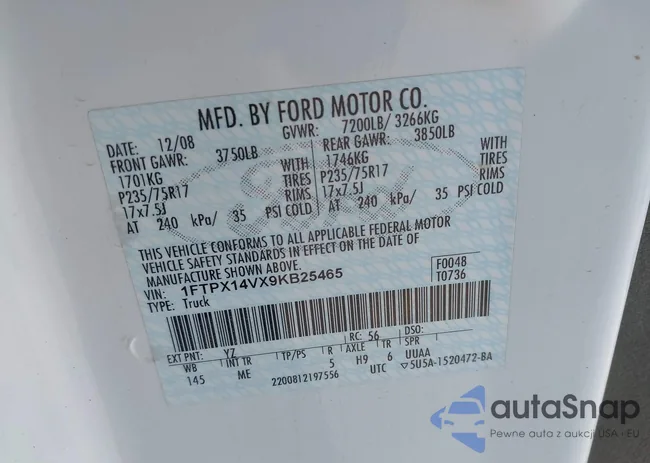 MFD. BY FORD MOTOR CO.
DATE: 12/08 GVWR: 7200LB/ 3266KG
FRONT GAWR: 3750LB REAR GAWR: 3850LB
1701KG WITH 1746KG WITH
P235/75R17 TIRES P235/75R17 TIRES
17x7.5J RIMS 17x7.5J RIMS
AT 240 kPa/ 35 PSI COLD AT 240 kPa/ 35 PSI COLD
THIS VEHICLE CONFORMS TO ALL APPLICABLE FEDERAL MOTOR
VEHICLE SAFETY STANDARDS IN EFFECT ON THE DATE OF
MANUFACTURE SHOWN ABOVE.
VIN: 1FTPX14VX9KB25465 F0048
TYPE: Truck T0736
EXT PNT: YZ RC: 56 DSO:
WB INT TR TP/PS R AXLE TR SPR
145 ME 5 H9 6 UUAA
2200812197556 UTC ▽5U5A-1520472-BA
Ford
autaSnap
Pewne auta z aukcji USA - EU